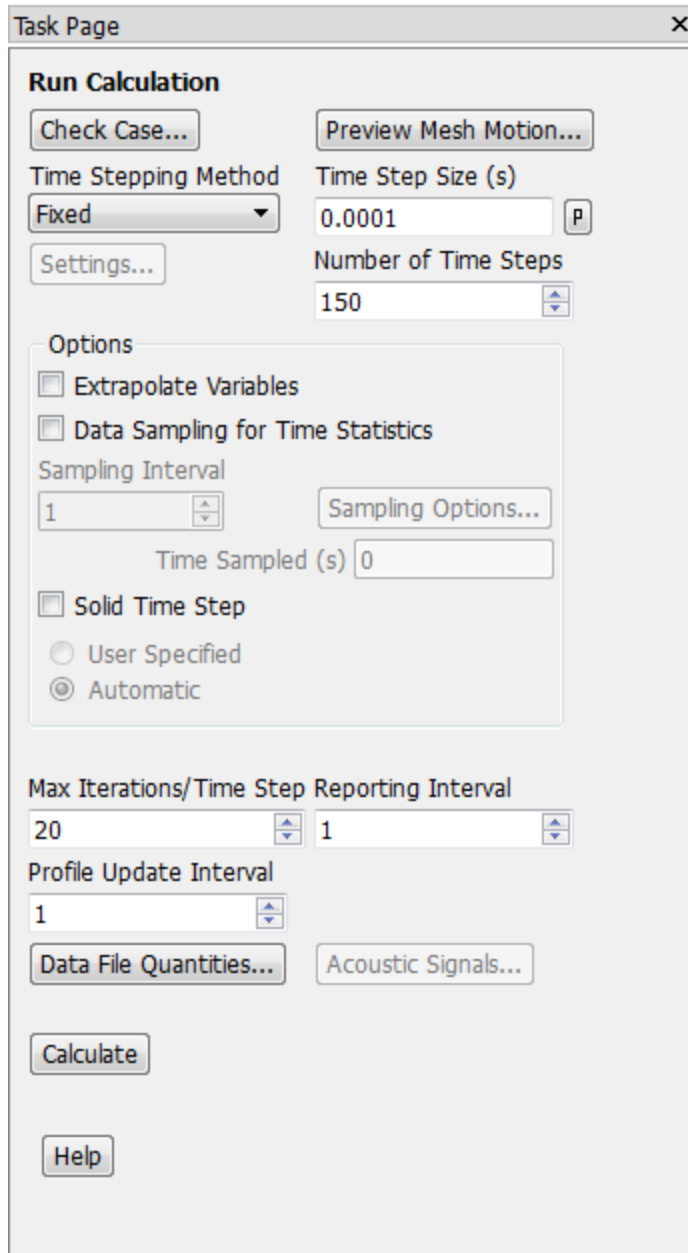 Task Page
Run Calculation
Check Case... Preview Mesh Motion...
Time Stepping Method Time Step Size (s)
Fixed 0.0001 P
Settings... Number of Time Steps
150
Options
Extrapolate Variables
Data Sampling for Time Statistics
Sampling Interval
1 Sampling Options...
Time Sampled (s) 0
Solid Time Step
User Specified
Automatic
Max Iterations/Time Step Reporting Interval
20 1
Profile Update Interval
1
Data File Quantities... Acoustic Signals...
Calculate
Help